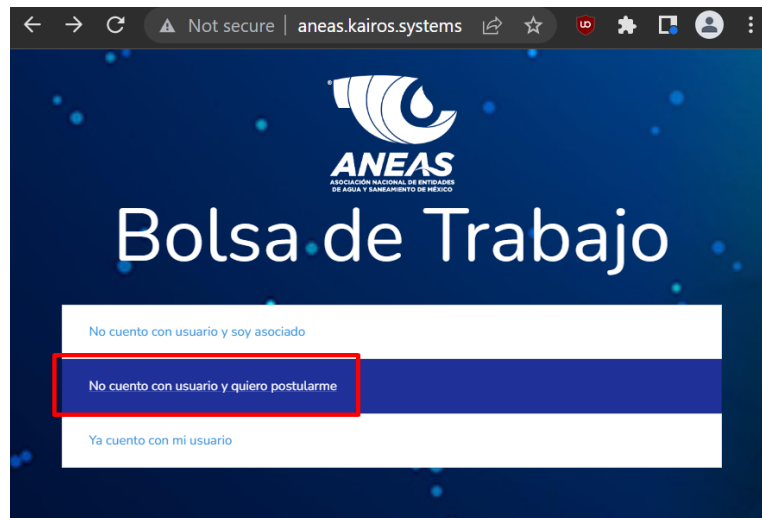 Not secure | aneas.kairos.systems
ANEAS
ASOCIACIÓN NACIONAL DE ENTIDADES
DE AGUA Y SANEAMIENTO DE MÉXICO
Bolsa de Trabajo
No cuento con usuario y soy asociado
No cuento con usuario y quiero postularme
Ya cuento con mi usuario